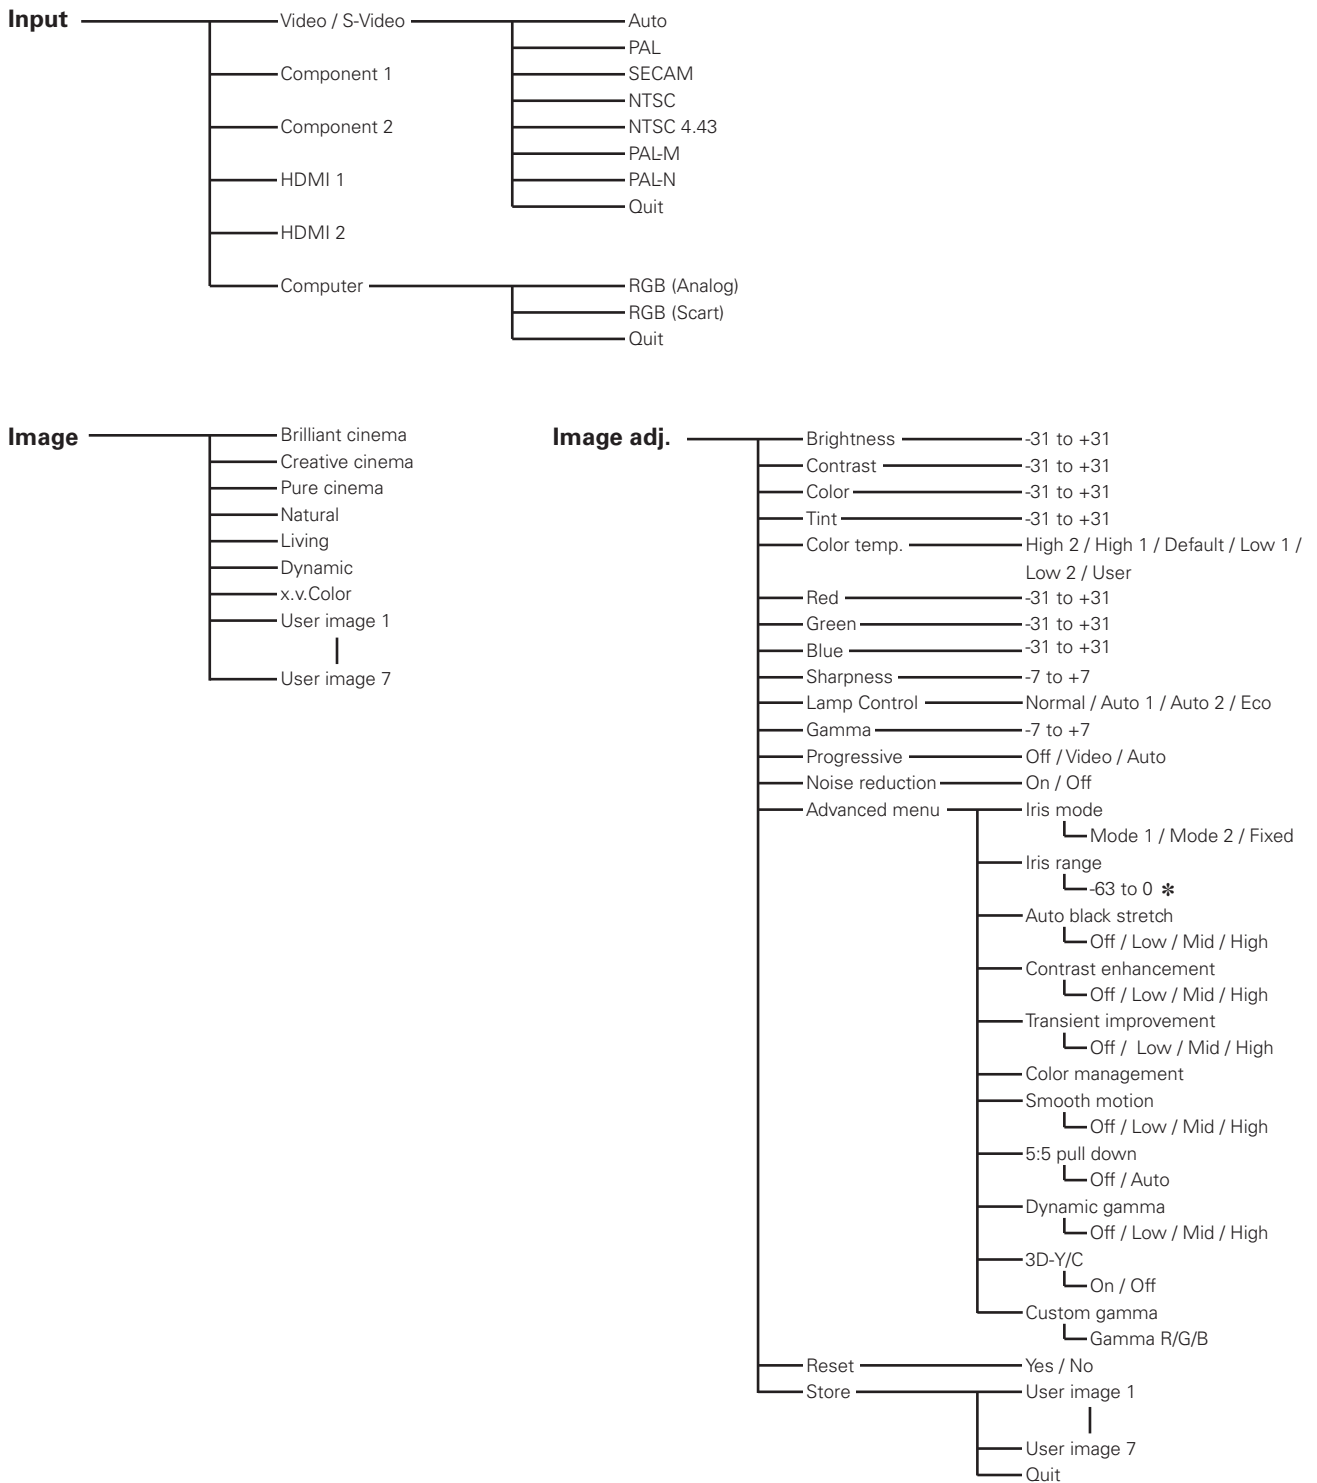 Input
Video / S-Video
Auto
PAL
Component 1
SECAM
NTSC
Component 2
NTSC 4.43
PAL-M
HDMI 1
PAL-N
Quit
HDMI 2
Computer
RGB (Analog)
RGB (Scart)
Quit
Image
Brilliant cinema
Creative cinema
Pure cinema
Natural
Living
Dynamic
x.v.Color
User image 1
User image 7
Image adj.
Brightness -31 to +31
Contrast -31 to +31
Color -31 to +31
Tint -31 to +31
Color temp. High 2 / High 1 / Default / Low 1 /
Low 2 / User
Red -31 to +31
Green -31 to +31
Blue -31 to +31
Sharpness -7 to +7
Lamp Control Normal / Auto 1 / Auto 2 / Eco
Gamma -7 to +7
Progressive Off / Video / Auto
Noise reduction On / Off
Advanced menu Iris mode
Mode 1 / Mode 2 / Fixed
Iris range
-63 to 0 ✻
Auto black stretch
Off / Low / Mid / High
Contrast enhancement
Off / Low / Mid / High
Transient improvement
Off / Low / Mid / High
Color management
Smooth motion
Off / Low / Mid / High
5:5 pull down
Off / Auto
Dynamic gamma
Off / Low / Mid / High
3D-Y/C
On / Off
Custom gamma
Gamma R/G/B
Reset Yes / No
Store User image 1
User image 7
Quit